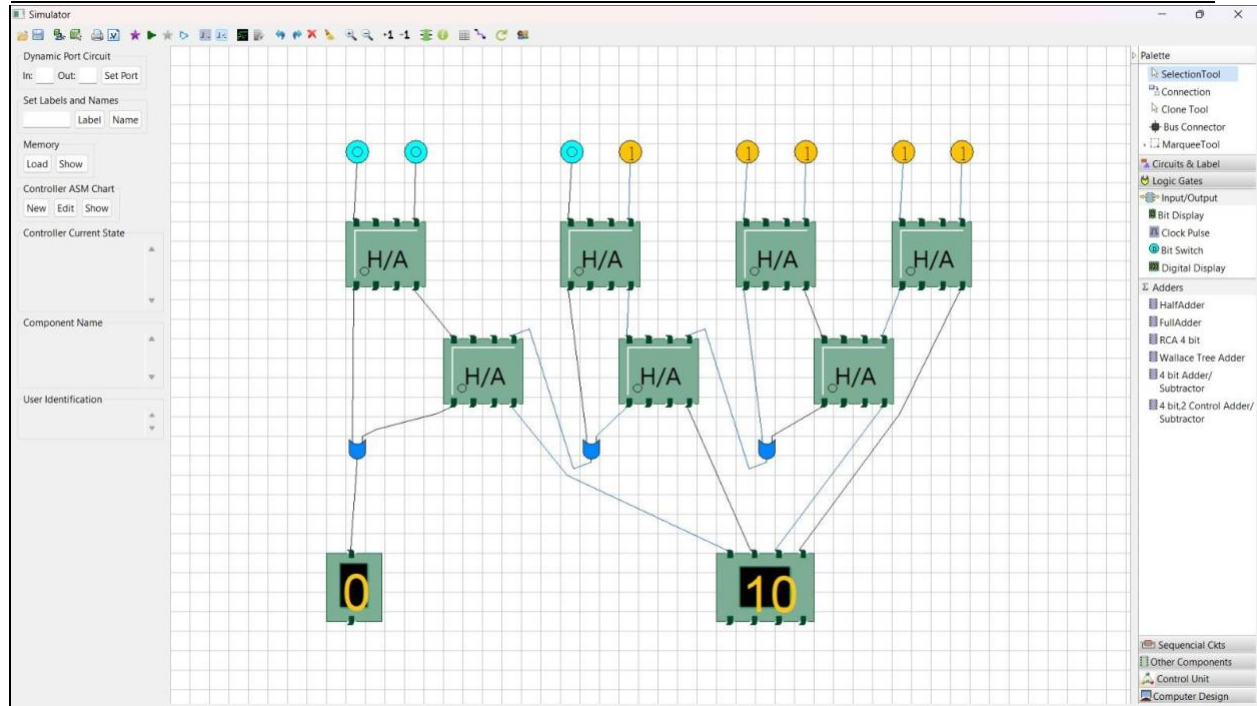 Simulator
·1 -1
Dynamic Port Circuit
In:
Out:
Set Port
Set Labels and Names
Label
Name
Memory
Load
Show
Controller ASM Chart
New
Edit
Show
Controller Current State
Component Name
User Identification
1
1
1
1
1
H/A
H/A
H/A
H/A
H/A
H/A
H/A
0
10
Palette
SelectionTool
Connection
Clone Tool
Bus Connector
MarqueeTool
Circuits & Label
Logic Gates
Input/Output
Bit Display
Clock Pulse
Bit Switch
Digital Display
Σ Adders
HalfAdder
FullAdder
RCA 4 bit
Wallace Tree Adder
4 bit Adder/
Subtractor
4 bit,2 Control Adder/
Subtractor
Sequencial Ckts
Other Components
Control Unit
Computer Design